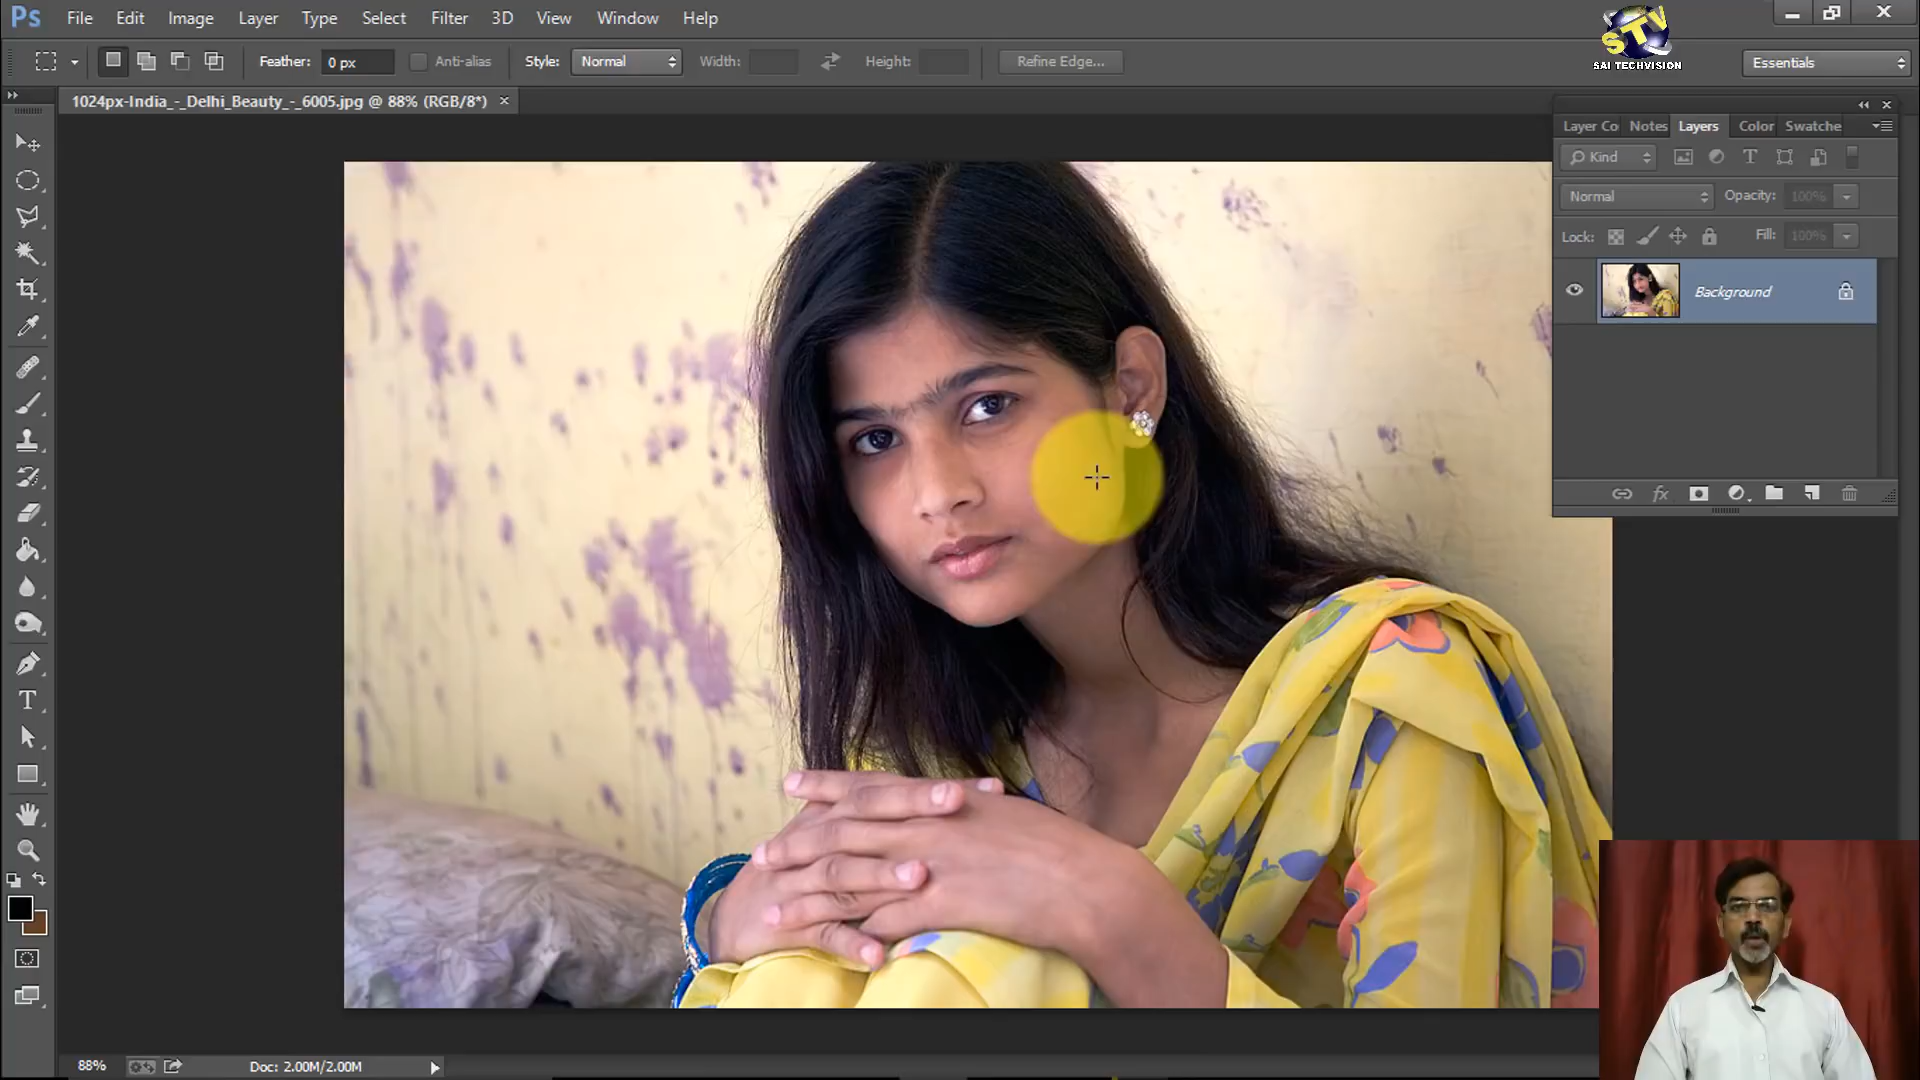 Ps File Edit Image Layer Type Select Filter 3D View Window Help
STV
SAI TECHVISION
Feather: 0 px Anti-alias Style: Normal Width: Height: Refine Edge... Essentials
1024px-India_-_Delhi_Beauty_-_6005.jpg @ 88% (RGB/8*) ×
Layer Co Notes Layers Color Swatche
Kind
Normal Opacity: 100%
Lock: Fill: 100%
Background
fx
T
88% Doc: 2.00M/2.00M